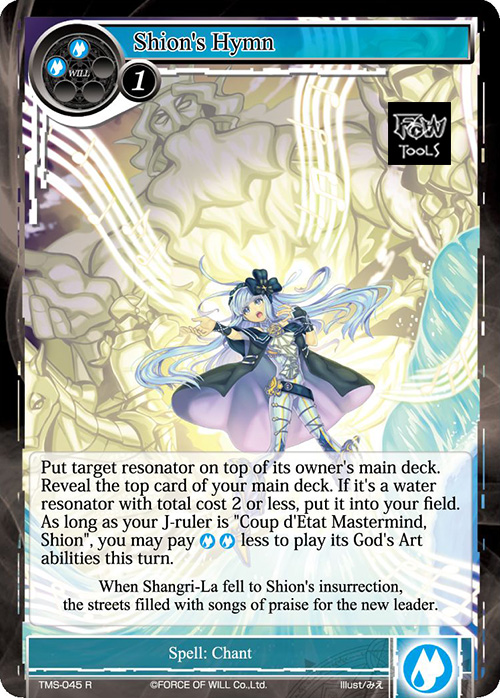 Shion's Hymn
WILL
1
FOW
TOOLS
Put target resonator on top of its owner's main deck.
Reveal the top card of your main deck. If it's a water
resonator with total cost 2 or less, put it into your field.
As long as your J-ruler is "Coup d'Etat Mastermind,
Shion", you may pay less to play its God's Art
abilities this turn.
When Shangri-La fell to Shion's insurrection,
the streets filled with songs of praise for the new leader.
Spell: Chant
TMS-045 R ©FORCE OF WILL Co.,Ltd. Illust/みえ